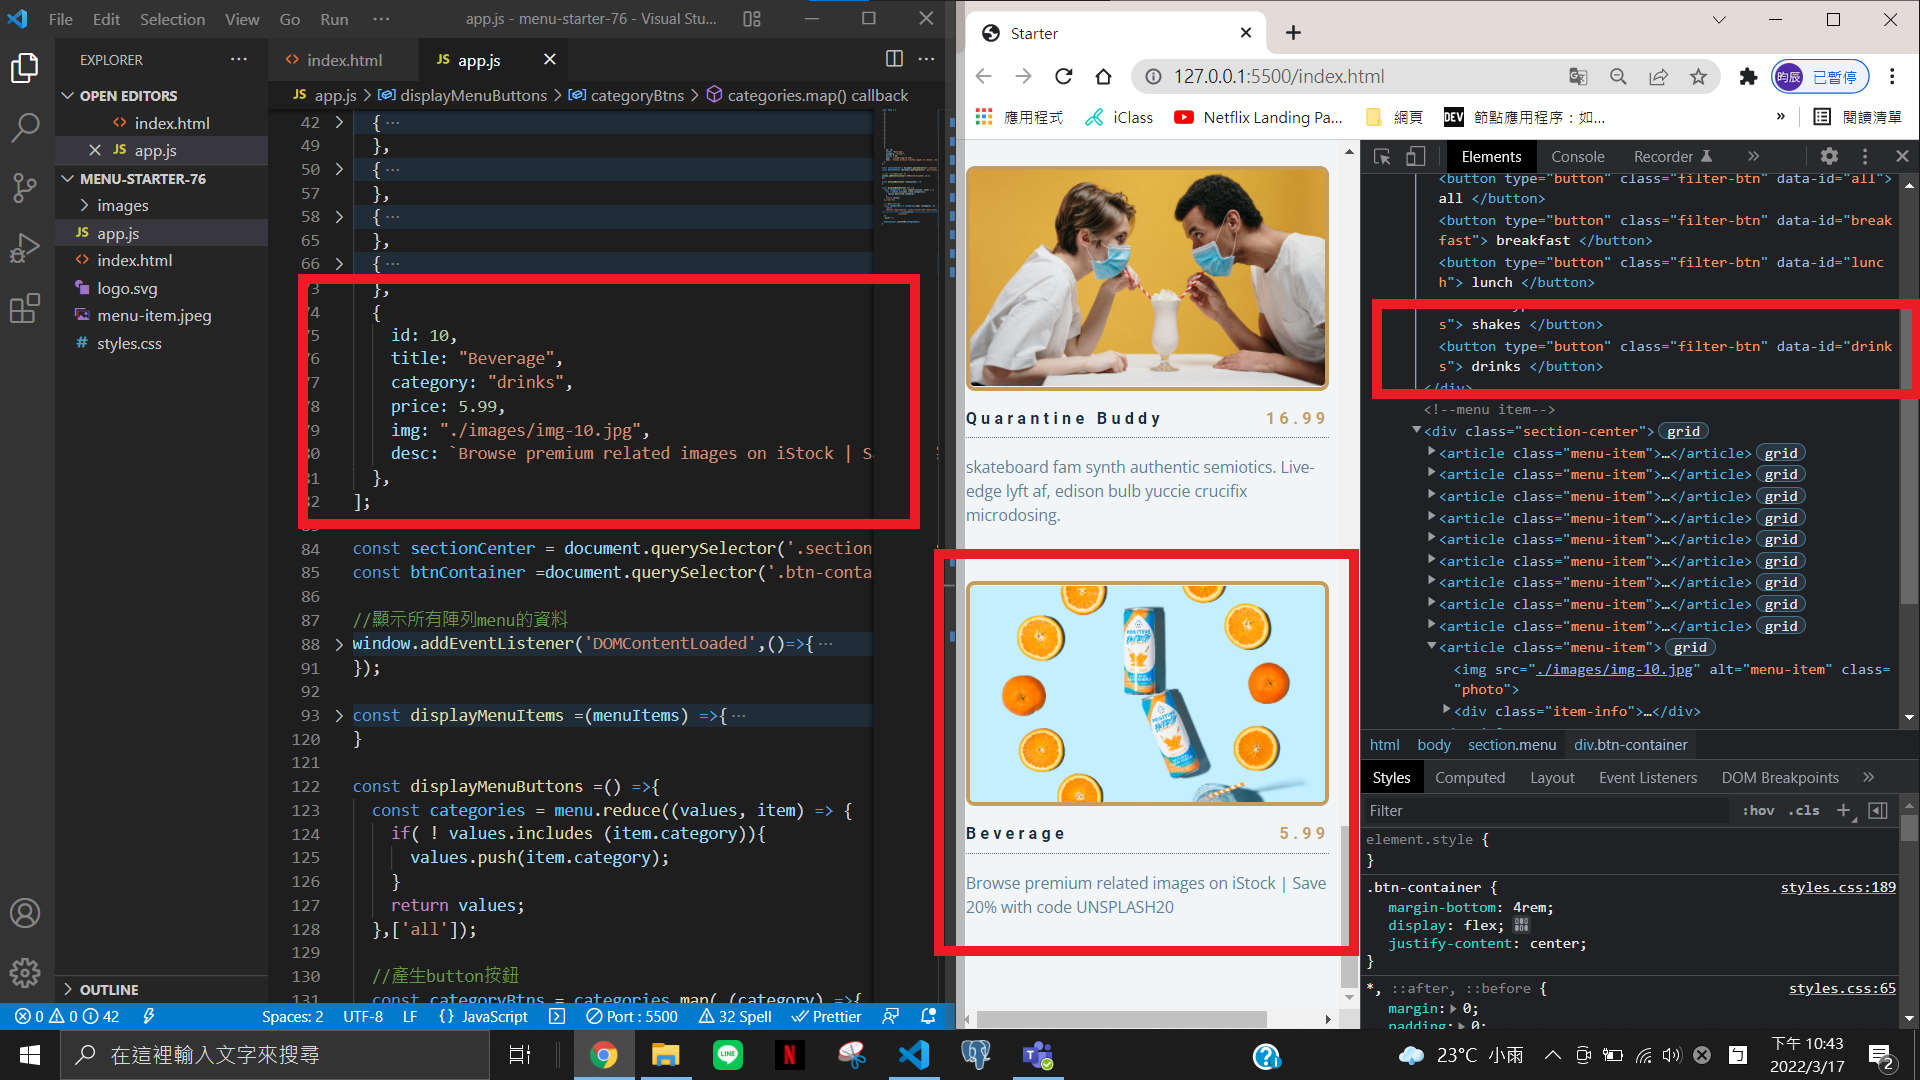 File Edit Selection View Go Run ··· app.js - menu-starter-76 - Visual Stu...
EXPLORER ···
OPEN EDITORS
index.html
JS app.js
MENU-STARTER-76
images
JS app.js
index.html
logo.svg
menu-item.jpeg
# styles.css
OUTLINE
index.html
JS app.js
JS app.js > displayMenuButtons > categoryBtns > categories.map() callback
42 { ···
49 },
50 { ···
57 },
58 { ···
65 },
66 { ···
},
{
id: 10,
title: "Beverage",
category: "drinks",
price: 5.99,
img: "./images/img-10.jpg",
desc: `Browse premium related images on iStock |
},
];
84 const sectionCenter = document.querySelector('.section
85 const btnContainer =document.querySelector('.btn-conta
86
87 //顯示所有陣列menu的資料
88 window.addEventListener('DOMContentLoaded',()=>{ ···
91 });
92
93 const displayMenuItems =(menuItems) =>{ ···
120 }
121
122 const displayMenuButtons =() =>{
123 const categories = menu.reduce((values, item) => {
124 if( ! values.includes (item.category)){
125 values.push(item.category);
126 }
127 return values;
128 },['all']);
129
130 //產生button按鈕
131 const categoryBtns = categories.map( (category) =>{
0 0 42 Spaces: 2 UTF-8 LF {} JavaScript Port : 5500 32 Spell Prettier
Starter
127.0.0.1:5500/index.html
昀辰 已暫停
應用程式 iClass Netflix Landing Pa... 網頁 DEV 節點應用程序：如... » 閱讀清單
Quarantine Buddy 16.99
skateboard fam synth authentic semiotics. Live-
edge lyft af, edison bulb yuccie crucifix
microdosing.
POSITIVE
POSITIVE
Beverage 5.99
Browse premium related images on iStock | Save
20% with code UNSPLASH20
Elements Console Recorder »
<button type="button" class="filter-btn" data-id="all">
all </button>
<button type="button" class="filter-btn" data-id="break
fast"> breakfast </button>
<button type="button" class="filter-btn" data-id="lunc
h"> lunch </button>
s"> shakes </button>
<button type="button" class="filter-btn" data-id="drink
s"> drinks </button>
</div>
<!--menu item-->
<div class="section-center"> grid
<article class="menu-item">…</article> grid
<article class="menu-item">…</article> grid
<article class="menu-item">…</article> grid
<article class="menu-item">…</article> grid
<article class="menu-item">…</article> grid
<article class="menu-item">…</article> grid
<article class="menu-item">…</article> grid
<article class="menu-item">…</article> grid
<article class="menu-item">…</article> grid
<article class="menu-item"> grid
<img src="./images/img-10.jpg" alt="menu-item" class=
"photo">
<div class="item-info">…</div>
html body section.menu div.btn-container
Styles Computed Layout Event Listeners DOM Breakpoints »
Filter :hov .cls +
element.style {
}
.btn-container { styles.css:189
margin-bottom: 4rem;
display: flex;
justify-content: center;
}
*, ::after, ::before { styles.css:65
margin: 0;
padding: 0;
在這裡輸入文字來搜尋
LINE
N
23°C 小雨
下午 10:43
2022/3/17
2